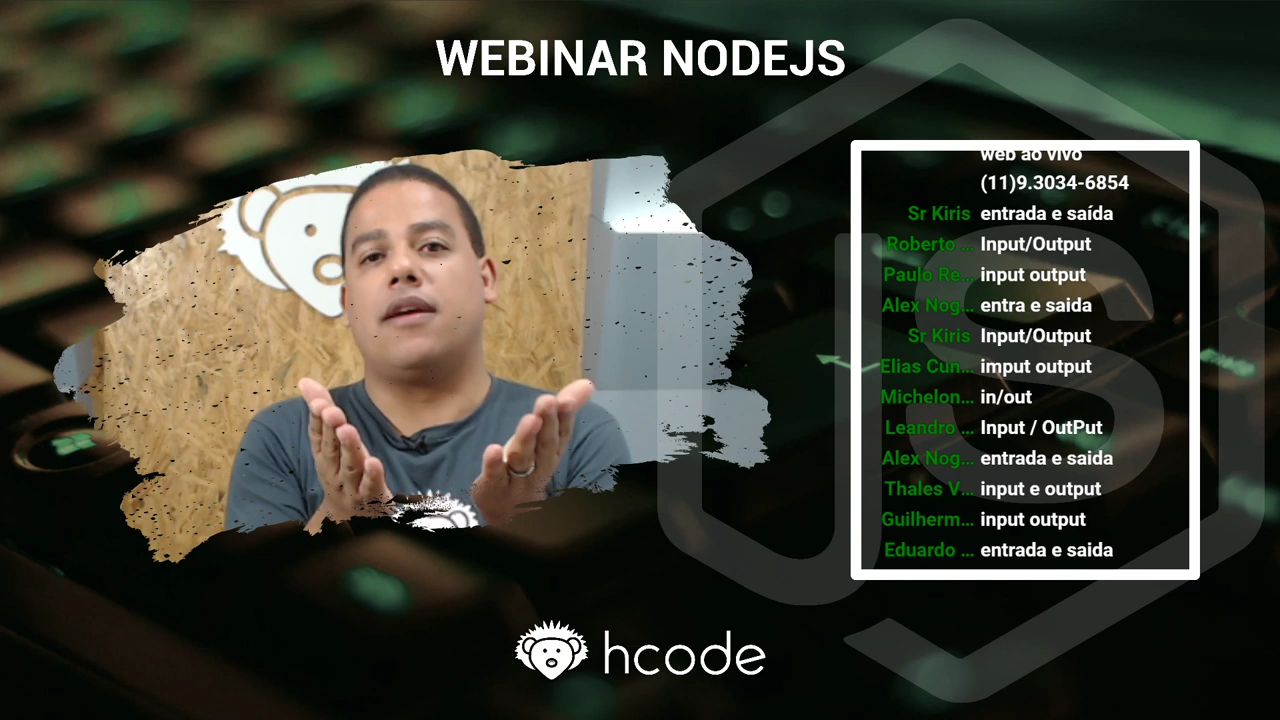 WEBINAR NODEJS
web ao vivo
(11)9.3034-6854
Sr Kiris entrada e saída
Roberto ... Input/Output
Paulo Re... input output
Alex Nog... entra e saida
Sr Kiris Input/Output
Elias Cun... imput output
Michelon... in/out
Leandro ... Input / OutPut
Alex Nog... entrada e saida
Thales V... input e output
Guilherm... input output
Eduardo ... entrada e saida
JS
hcode